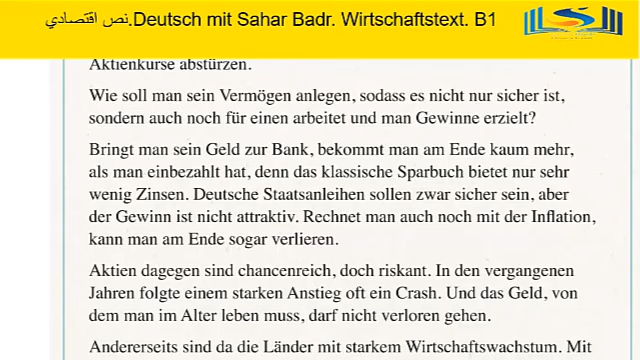 Deutsch mit Sahar Badr. Wirtschaftstext. B1.نص اقتصادي
Aktienkurse abstürzen.
Wie soll man sein Vermögen anlegen, sodass es nicht nur sicher ist,
sondern auch noch für einen arbeitet und man Gewinne erzielt?
Bringt man sein Geld zur Bank, bekommt man am Ende kaum mehr,
als man einbezahlt hat, denn das klassische Sparbuch bietet nur sehr
wenig Zinsen. Deutsche Staatsanleihen sollen zwar sicher sein, aber
der Gewinn ist nicht attraktiv. Rechnet man auch noch mit der Inflation,
kann man am Ende sogar verlieren.
Aktien dagegen sind chancenreich, doch riskant. In den vergangenen
Jahren folgte einem starken Anstieg oft ein Crash. Und das Geld, von
dem man im Alter leben muss, darf nicht verloren gehen.
Andererseits sind da die Länder mit starkem Wirtschaftswachstum. Mit